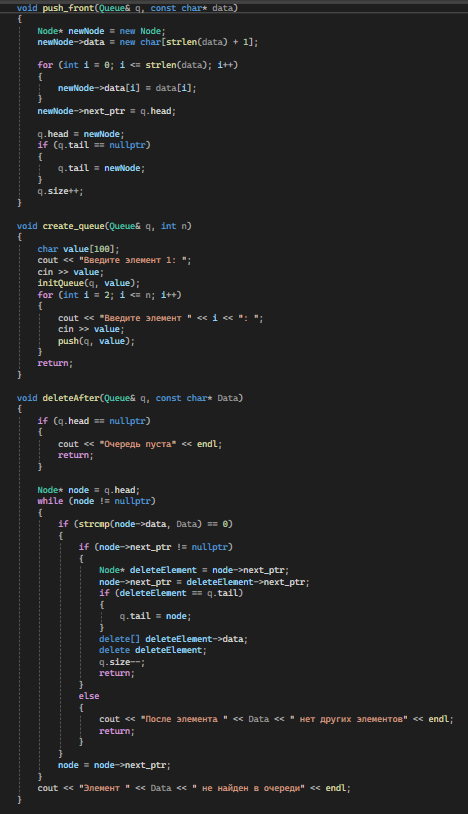 void push_front(Queue& q, const char* data)
{
    Node* newNode = new Node;
    newNode->data = new char[strlen(data) + 1];

    for (int i = 0; i <= strlen(data); i++)
    {
        newNode->data[i] = data[i];
    }
    newNode->next_ptr = q.head;

    q.head = newNode;
    if (q.tail == nullptr)
    {
        q.tail = newNode;
    }
    q.size++;
}

void create_queue(Queue& q, int n)
{
    char value[100];
    cout << "Введите элемент 1: ";
    cin >> value;
    initQueue(q, value);
    for (int i = 2; i <= n; i++)
    {
        cout << "Введите элемент " << i << ": ";
        cin >> value;
        push(q, value);
    }
    return;
}

void deleteAfter(Queue& q, const char* Data)
{
    if (q.head == nullptr)
    {
        cout << "Очередь пуста" << endl;
        return;
    }

    Node* node = q.head;
    while (node != nullptr)
    {
        if (strcmp(node->data, Data) == 0)
        {
            if (node->next_ptr != nullptr)
            {
                Node* deleteElement = node->next_ptr;
                node->next_ptr = deleteElement->next_ptr;
                if (deleteElement == q.tail)
                {
                    q.tail = node;
                }
                delete[] deleteElement->data;
                delete deleteElement;
                q.size--;
                return;
            }
            else
            {
                cout << "После элемента " << Data << " нет других элементов" << endl;
                return;
            }
        }
        node = node->next_ptr;
    }
    cout << "Элемент " << Data << " не найден в очереди" << endl;
}